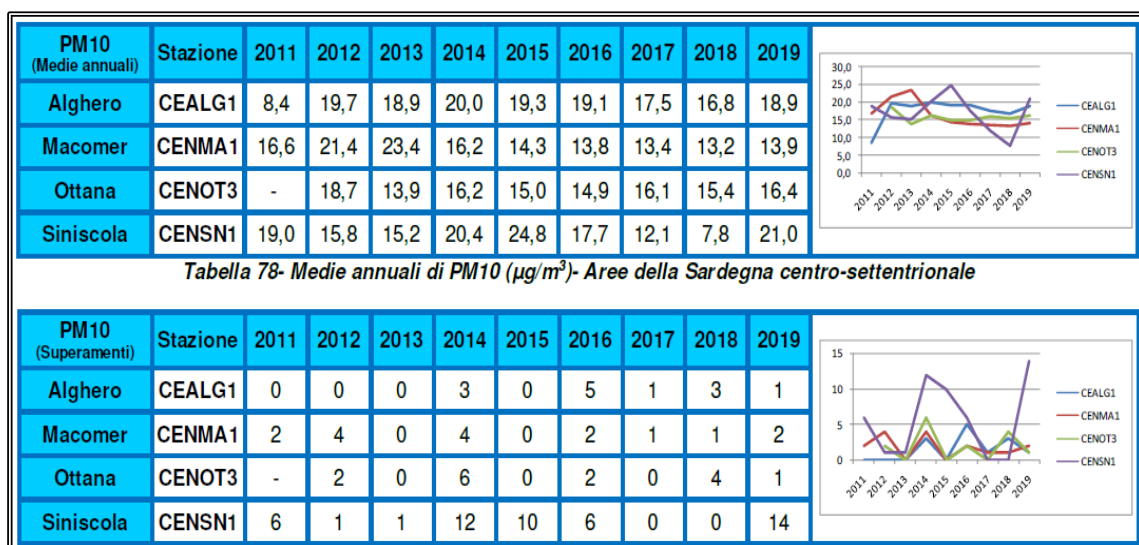 PM10 (Medie annuali) Stazione 2011 2012 2013 2014 2015 2016 2017 2018 2019
Alghero CEALG1 8,4 19,7 18,9 20,0 19,3 19,1 17,5 16,8 18,9
Macomer CENMA1 16,6 21,4 23,4 16,2 14,3 13,8 13,4 13,2 13,9
Ottana CENOT3 - 18,7 13,9 16,2 15,0 14,9 16,1 15,4 16,4
Siniscola CENSN1 19,0 15,8 15,2 20,4 24,8 17,7 12,1 7,8 21,0
30,0
25,0
20,0
15,0
10,0
5,0
0,0
2011 2012 2013 2014 2015 2016 2017 2018 2019
CEALG1
CENMA1
CENOT3
CENSN1
Tabella 78- Medie annuali di PM10 (µg/m³)- Aree della Sardegna centro-settentrionale
PM10 (Superamenti) Stazione 2011 2012 2013 2014 2015 2016 2017 2018 2019
Alghero CEALG1 0 0 0 3 0 5 1 3 1
Macomer CENMA1 2 4 0 4 0 2 1 1 2
Ottana CENOT3 - 2 0 6 0 2 0 4 1
Siniscola CENSN1 6 1 1 12 10 6 0 0 14
15
10
5
0
2011 2012 2013 2014 2015 2016 2017 2018 2019
CEALG1
CENMA1
CENOT3
CENSN1